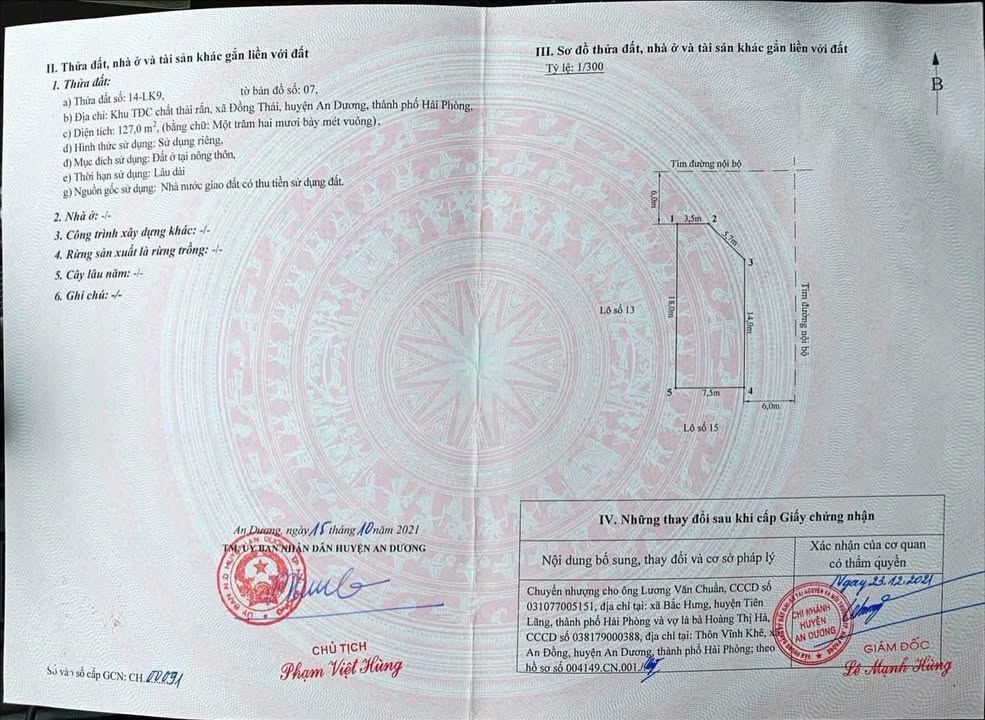 II. Thửa đất, nhà ở và tài sản khác gắn liền với đất
1. Thửa đất:
a) Thửa đất số: 14-LK9, tờ bản đồ số: 07,
b) Địa chỉ: Khu TĐC chất thải rắn, xã Đồng Thái, huyện An Dương, thành phố Hải Phòng,
c) Diện tích: 127,0 m², (bằng chữ: Một trăm hai mươi bảy mét vuông),
d) Hình thức sử dụng: Sử dụng riêng,
đ) Mục đích sử dụng: Đất ở tại nông thôn,
e) Thời hạn sử dụng: Lâu dài
g) Nguồn gốc sử dụng: Nhà nước giao đất có thu tiền sử dụng đất.
2. Nhà ở: -/-
3. Công trình xây dựng khác: -/-
4. Rừng sản xuất là rừng trồng: -/-
5. Cây lâu năm: -/-
6. Ghi chú: -/-
An Dương, ngày 15 tháng 10 năm 2021
TM. ỦY BAN NHÂN DÂN HUYỆN AN DƯƠNG
CHỦ TỊCH
Phạm Việt Hùng
Số vào sổ cấp GCN: CH.00091
III. Sơ đồ thửa đất, nhà ở và tài sản khác gắn liền với đất
Tỷ lệ: 1/300
B
Tim đường nội bộ
6,0m
1 3,5m 2
5,7m
3
Lô số 13
18,0m
14,0m
Tim đường nội bộ
5 7,5m 4
6,0m
Lô số 15
IV. Những thay đổi sau khi cấp Giấy chứng nhận
Nội dung bổ sung, thay đổi và cơ sở pháp lý
Xác nhận của cơ quan
có thẩm quyền
Chuyển nhượng cho ông Lương Văn Chuẩn, CCCD số
031077005151, địa chỉ tại: xã Bắc Hưng, huyện Tiên
Lãng, thành phố Hải Phòng và vợ là bà Hoàng Thị Hà,
CCCD số 038179000388, địa chỉ tại: Thôn Vĩnh Khê, xã
An Đồng, huyện An Dương, thành phố Hải Phòng; theo
hồ sơ số 004149.CN.001./.
Ngày 23.12.2021
CHI NHÁNH
HUYỆN
AN DƯƠNG
GIÁM ĐỐC
Lê Mạnh Hùng